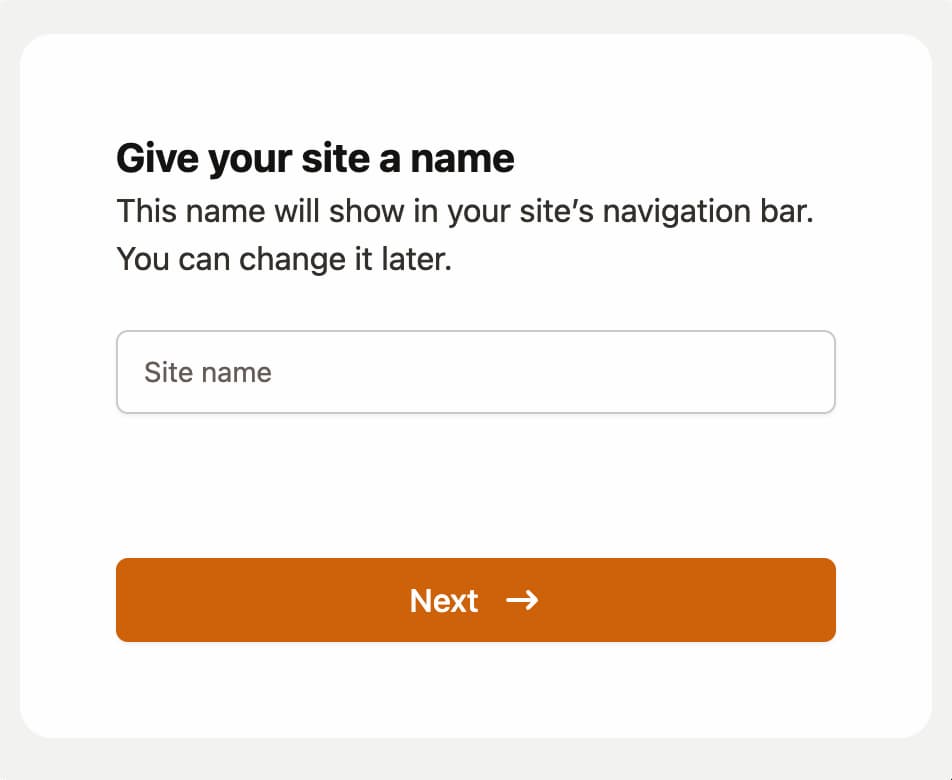 Give your site a name
This name will show in your site’s navigation bar.
You can change it later.
Site name
Next →